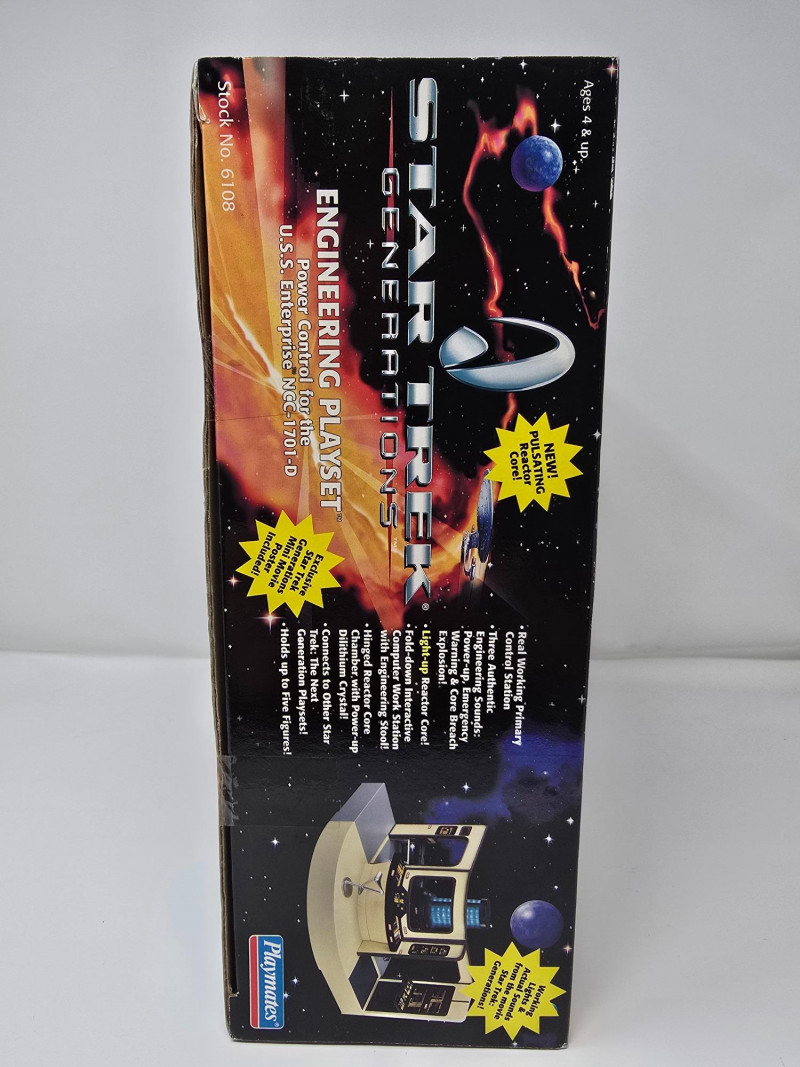 Ages 4 & up.
STAR TREK®
GENERATIONS™
ENGINEERING PLAYSET™
Power Control for the
U.S.S. Enterprise™ NCC-1701-D
Stock No. 6108
NEW!
PULSATING
Reactor
Core!
Exclusive
Star Trek
Generations
Mini Movie
Poster
Included!
• Real Working Primary
Control Station
• Three Authentic
Engineering Sounds:
Power-up, Emergency
Warning & Core Breach
Explosion!
• Light-up Reactor Core!
• Fold-down Interactive
Computer Work Station
with Engineering Stool!
• Hinged Reactor Core
Chamber with Power-up
Dilithium Crystal!
• Connects to Other Star
Trek: The Next
Generation Playsets!
• Holds up to Five Figures!
Working
Lights &
Actual Sounds
from the movie
Star Trek:
Generations!
Playmates®